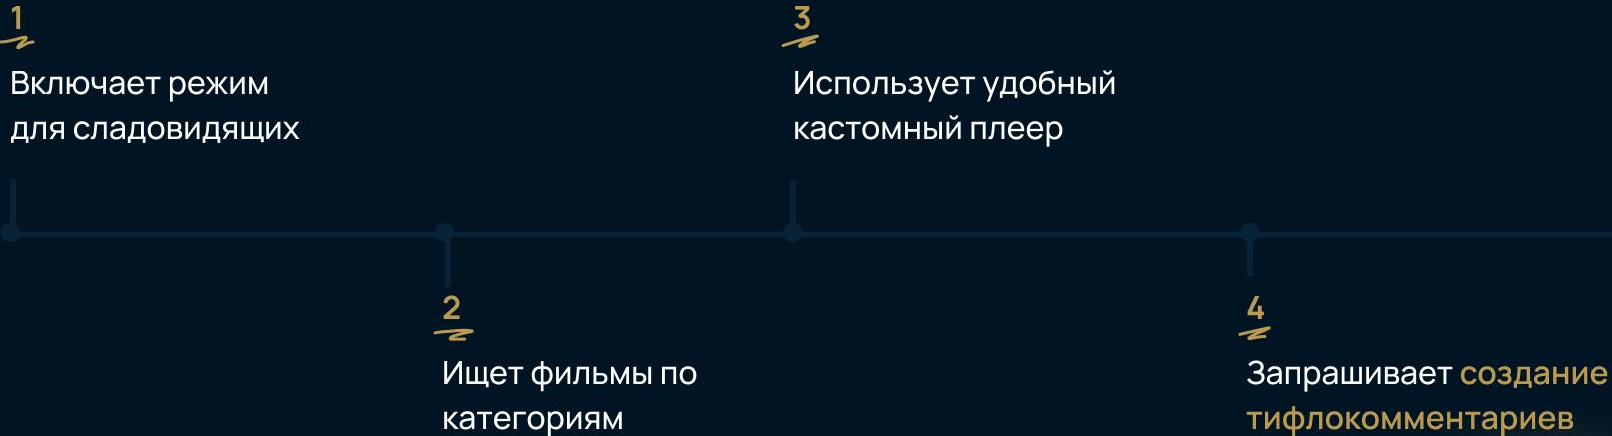 1
Включает режим
для сладовидящих
2
Ищет фильмы по
категориям
3
Использует удобный
кастомный плеер
4
Запрашивает создание
тифлокомментариев